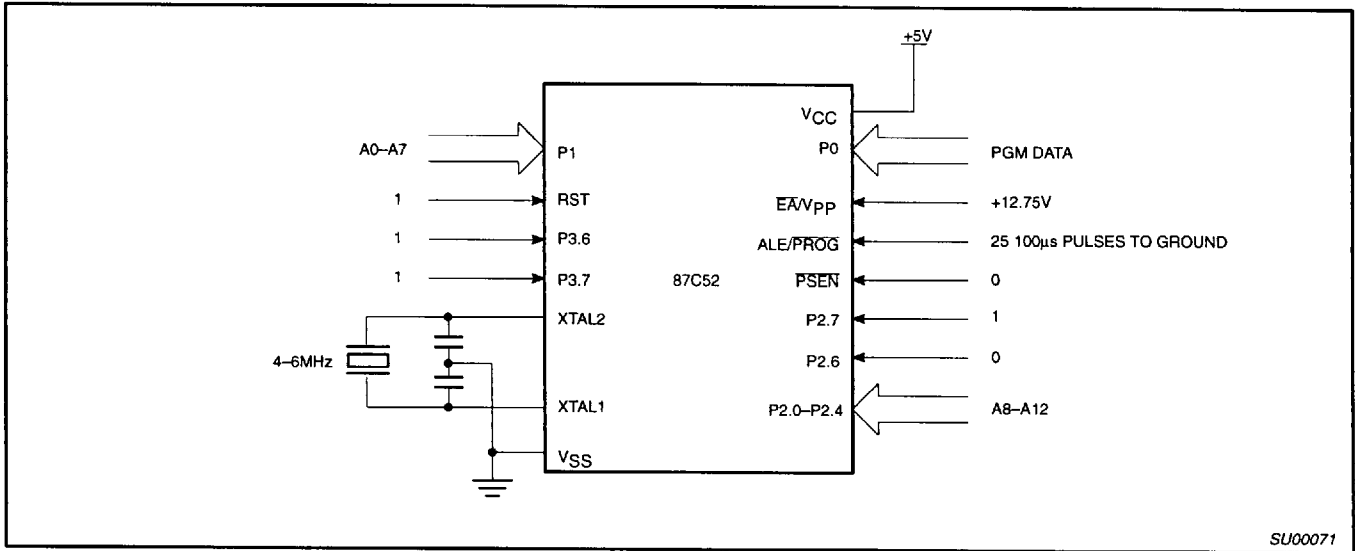 +5V
VCC
A0–A7
P1
P0
PGM DATA
1
RST
EA/VPP
+12.75V
1
P3.6
ALE/PROG
25 100µs PULSES TO GROUND
1
P3.7
87C52
PSEN
0
XTAL2
P2.7
1
4–6MHz
P2.6
0
XTAL1
P2.0–P2.4
A8–A12
VSS
SU00071